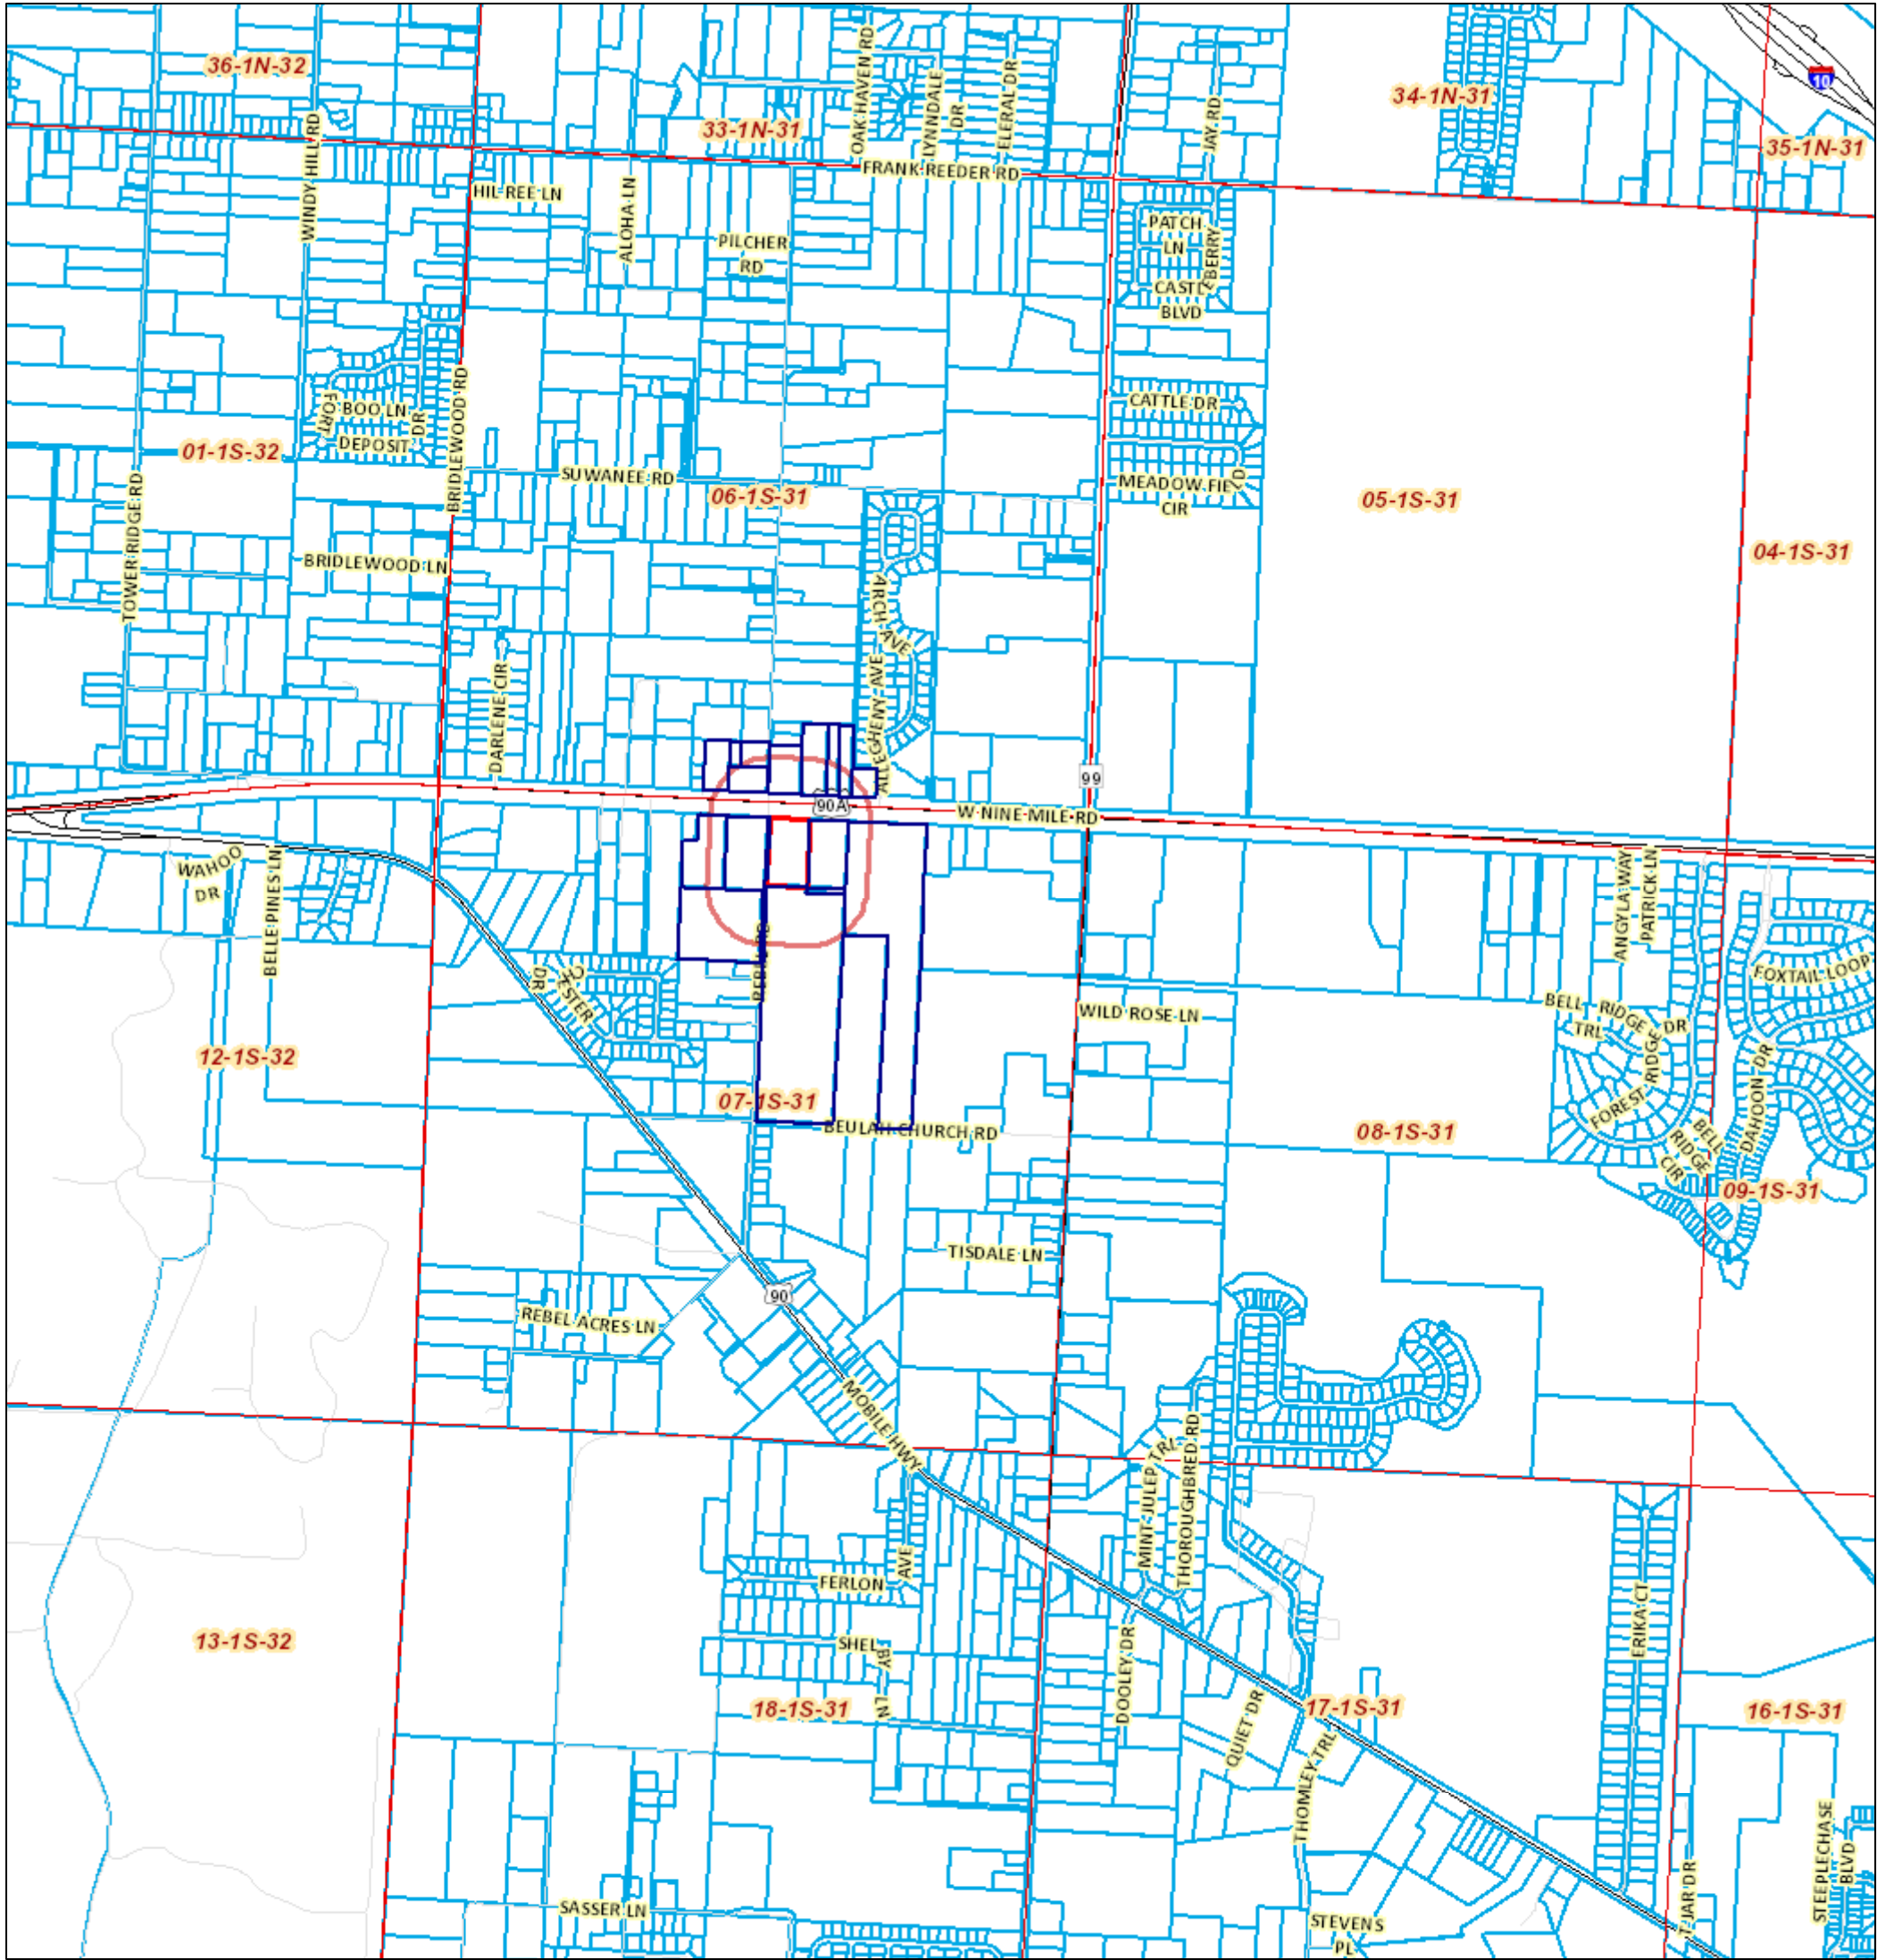 36-1N-32
33-1N-31
34-1N-31
35-1N-31
10
OAK HAVEN RD
LYNNDALE
DR
ELERAL DR
JAY RD
WINDY HILL RD
FRANK REEDER RD
HIL REE LN
ALOHA LN
PILCHER
RD
PATCH
LN
BERRY
CASTL
BLVD
FORT
BOO LN
DEPOSIT
DR
BRIDLEWOOD RD
CATTLE DR
01-1S-32
SUWANEE RD
06-1S-31
MEADOW FIELD
CIR
05-1S-31
04-1S-31
TOWER RIDGE RD
BRIDLEWOOD LN
ARCH AVE
DARLENE CIR
ALLEGHENY AVE
99
90A
W NINE MILE RD
WAHOO
DR
BELLE PINES LN
ANGYLA WAY
PATRICK LN
FOXTAIL LOOP
CHESTER
DR
WILD ROSE LN
BELL RIDGE
TRL
FOREST RIDGE DR
DAHOON DR
12-1S-32
07-1S-31
BEULAH CHURCH RD
08-1S-31
BELL
RIDGE
CIR
09-1S-31
TISDALE LN
90
REBEL ACRES LN
MOBILE HWY
MINT JULEP TRL
THOROUGHBRED RD
FERLON
AVE
ERIKA CT
13-1S-32
SHELBY LN
DOOLEY DR
QUIET DR
18-1S-31
17-1S-31
16-1S-31
THOMLEY TRL
STEEPLECHASE
BLVD
JAR DR
SASSER LN
STEVENS
PL